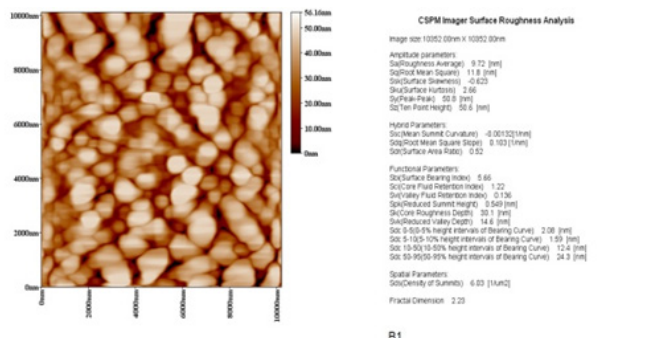 CSPM Imager Surface Roughness Analysis
Image size: 10352.00nm X 10352.00nm
Amplitude parameters:
Sa(Roughness Average) 9.72 [nm]
Sq(Root Mean Square) 11.8 [nm]
Ssk(Surface Skewness) -0.623
Sku(Surface Kurtosis) 2.66
Sy(Peak-Peak) 50.8 [nm]
Sz(Ten Point Height) 50.6 [nm]
Hybrid Parameters:
Ssc(Mean Summit Curvature) -0.00132[1/nm]
Sdq(Root Mean Square Slope) 0.103 [1/nm]
Sdr(Surface Area Ratio) 0.52
Functional Parameters:
Sbi(Surface Bearing Index) 5.66
Sci(Core Fluid Retention Index) 1.22
Svi(Valley Fluid Retention Index) 0.136
Spk(Reduced Summit Height) 0.549 [nm]
Sk(Core Roughness Depth) 30.1 [nm]
Svk(Reduced Valley Depth) 14.6 [nm]
Sdc 0-5(0-5% height intervals of Bearing Curve) 2.08 [nm]
Sdc 5-10(5-10% height intervals of Bearing Curve) 1.59 [nm]
Sdc 10-50(10-50% height intervals of Bearing Curve) 12.4 [nm]
Sdc 50-95(50-95% height intervals of Bearing Curve) 24.3 [nm]
Spatial Parameters:
Sds(Density of Summits) 6.03 [1/um2]
Fractal Dimension 2.23
B1
10000nm
8000nm
6000nm
4000nm
2000nm
0nm
0nm
2000nm
4000nm
6000nm
8000nm
10000nm
56.16nm
50.00nm
40.00nm
30.00nm
20.00nm
10.00nm
0nm